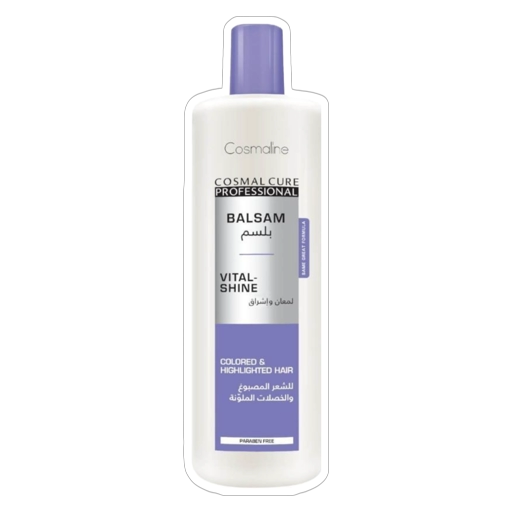 Cosmaline
COSMAL CURE
PROFESSIONAL
BALSAM
بلسم
SAME GREAT FORMULA
VITAL-
SHINE
لمعان وإشراق
COLORED &
HIGHLIGHTED HAIR
للشعر المصبوغ
والخصلات الملوّنة
PARABEN FREE